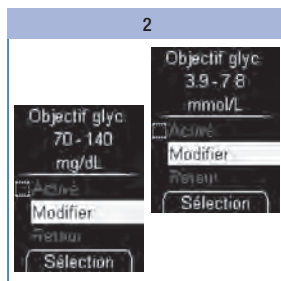 2
Objectif glyc
70 - 140
mg/dL
Activé
Modifier
Retour
Sélection
Objectif glyc
3.9 - 7.8
mmol/L
Activé
Modifier
Retour
Sélection